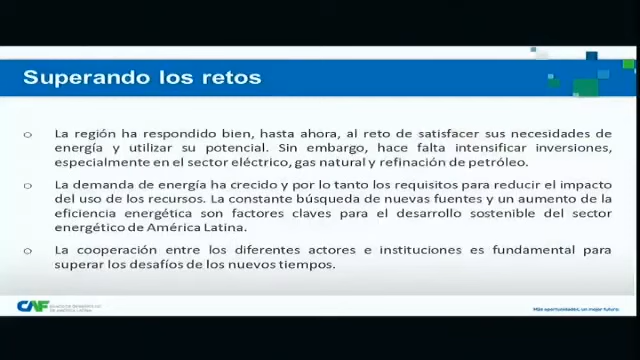 Superando los retos
o La región ha respondido bien, hasta ahora, al reto de satisfacer sus necesidades de
energía y utilizar su potencial. Sin embargo, hace falta intensificar inversiones,
especialmente en el sector eléctrico, gas natural y refinación de petróleo.
o La demanda de energía ha crecido y por lo tanto los requisitos para reducir el impacto
del uso de los recursos. La constante búsqueda de nuevas fuentes y un aumento de la
eficiencia energética son factores claves para el desarrollo sostenible del sector
energético de América Latina.
o La cooperación entre los diferentes actores e instituciones es fundamental para
superar los desafíos de los nuevos tiempos.
CAF BANCO DE DESARROLLO
DE AMÉRICA LATINA
Más oportunidades, un mejor futuro.